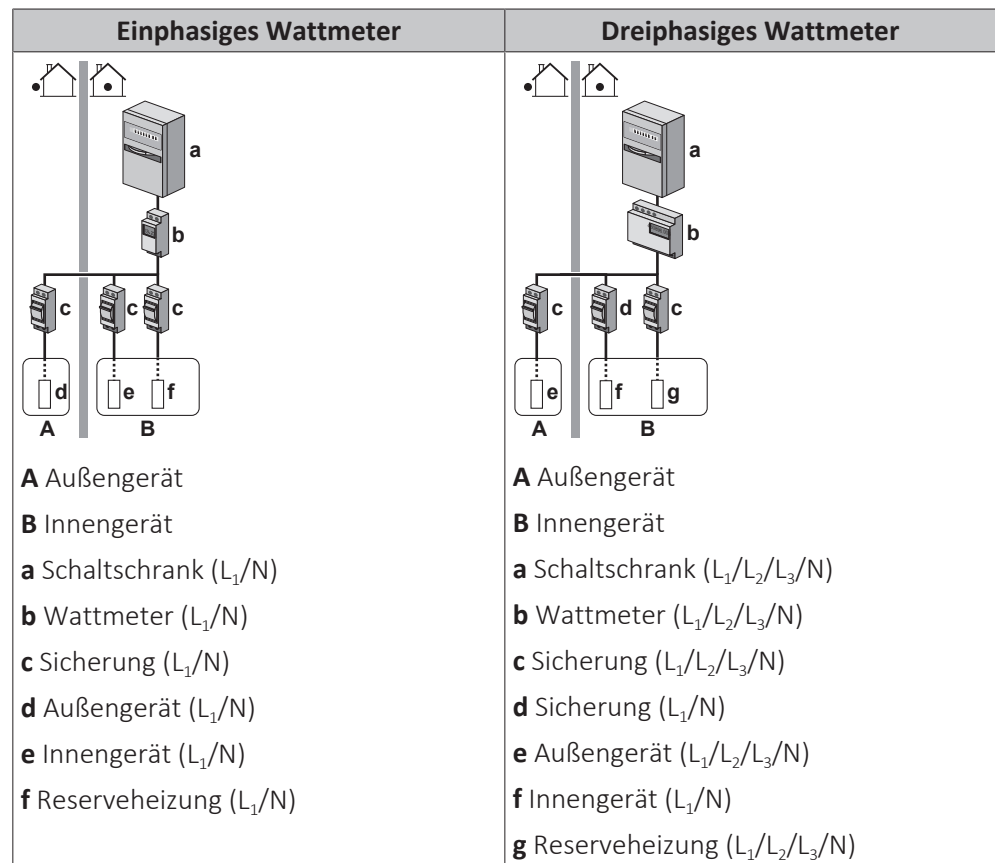 Einphasiges Wattmeter
a
b
c c c
d e f
A B
A Außengerät
B Innengerät
a Schaltschrank (L₁/N)
b Wattmeter (L₁/N)
c Sicherung (L₁/N)
d Außengerät (L₁/N)
e Innengerät (L₁/N)
f Reserveheizung (L₁/N)
Dreiphasiges Wattmeter
a
b
c d c
e f g
A B
A Außengerät
B Innengerät
a Schaltschrank (L₁/L₂/L₃/N)
b Wattmeter (L₁/L₂/L₃/N)
c Sicherung (L₁/L₂/L₃/N)
d Sicherung (L₁/N)
e Außengerät (L₁/L₂/L₃/N)
f Innengerät (L₁/N)
g Reserveheizung (L₁/L₂/L₃/N)